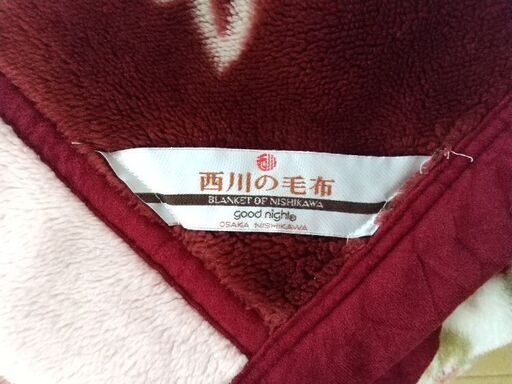 西川の毛布
BLANKET OF NISHIKAWA
good night
OSAKA NISHIKAWA